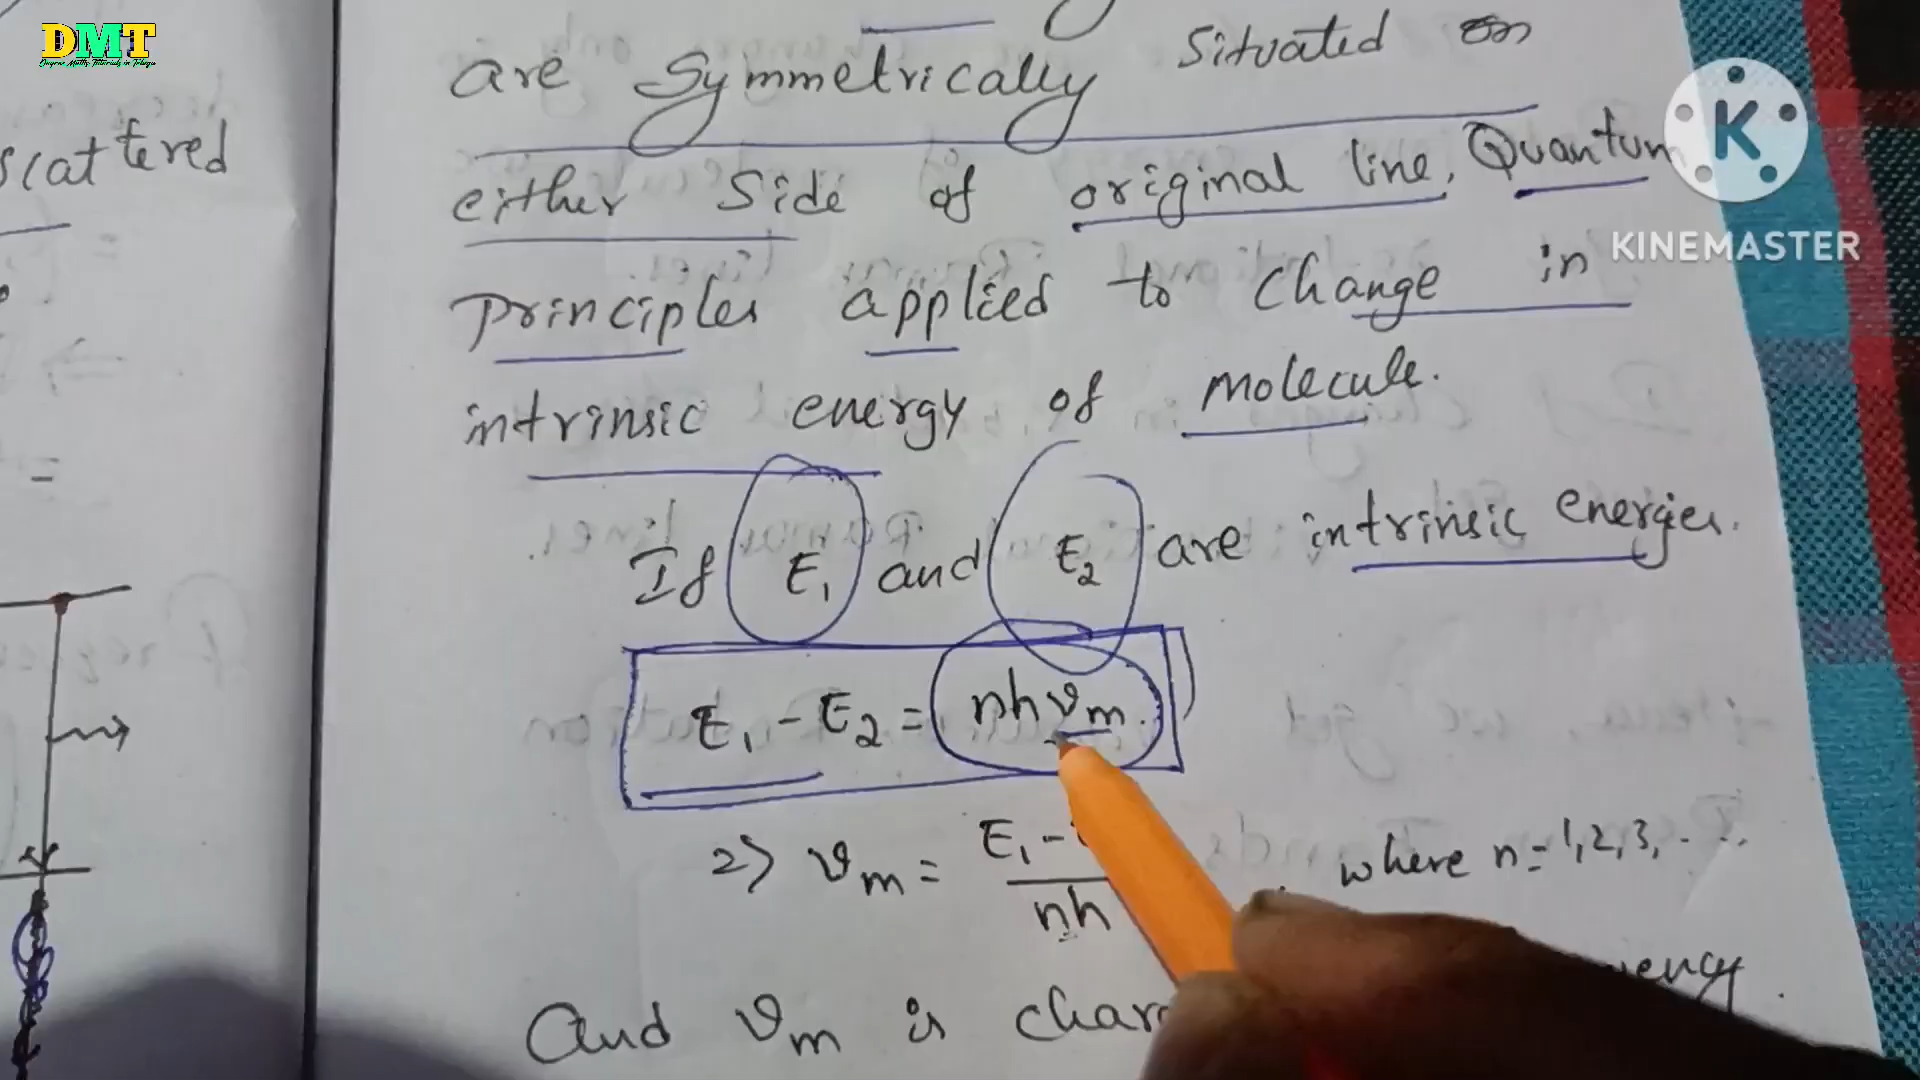 DMT
K
KINEMASTER
scattered
are Symmetrically Situated on
either Side of original line, Quantum
Principles applied to change in
intrinsic energy of molecule.
If E₁ and E₂ are intrinsic energies.
E₁ - E₂ = nhνm.
=> νm = E₁ - / nh where n = 1, 2, 3, ...
And νm is